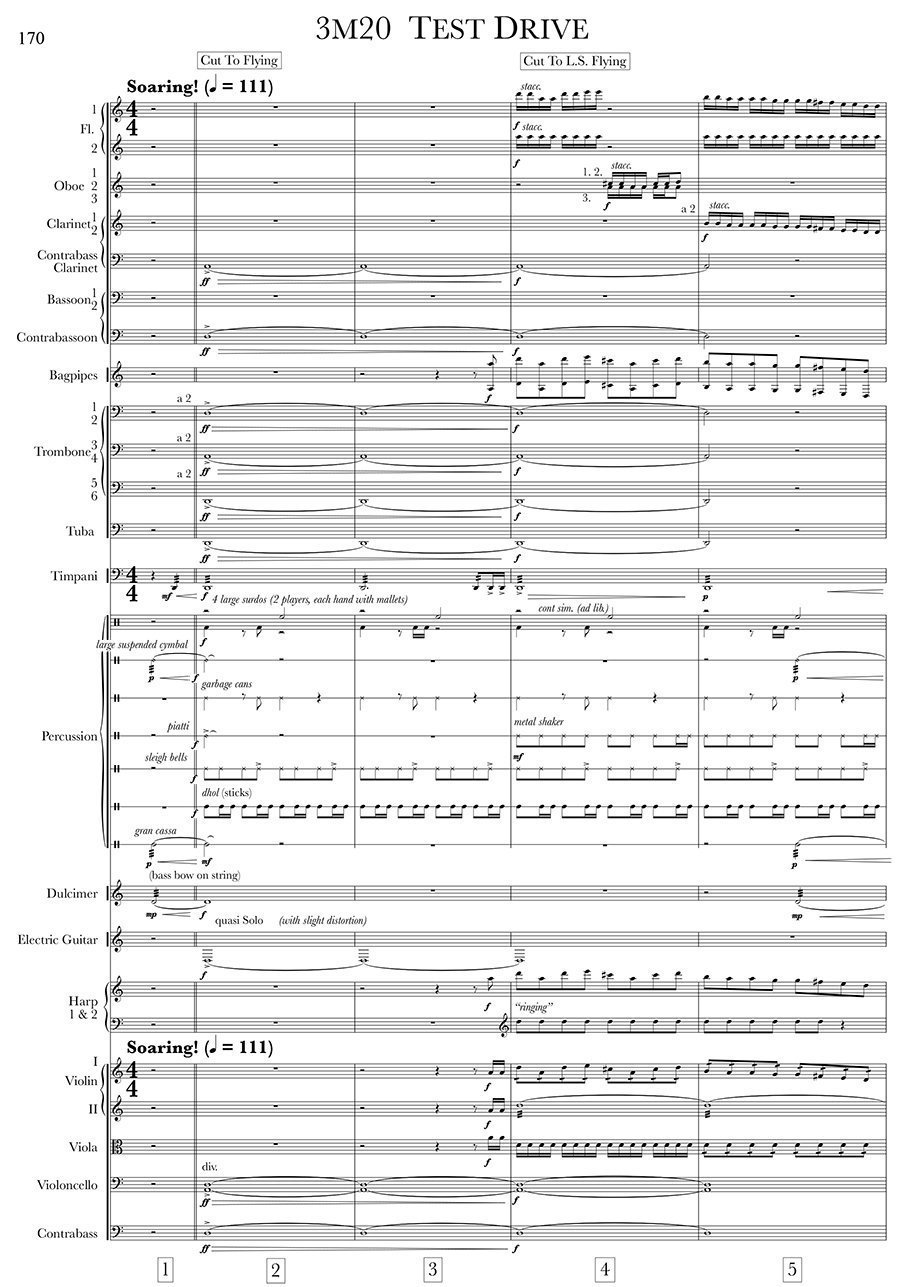 170
3M20 TEST DRIVE
Cut To Flying
Cut To L.S. Flying
Soaring! (♩ = 111)
stacc.
1
Fl.
f stacc.
2
f
1
Oboe 2
3
1. 2.
stacc.
3.
f
a 2
stacc.
Clarinet 1
2
f
Contrabass
Clarinet
ff
f
Bassoon 1
2
Contrabassoon
ff
f
Bagpipes
f
a 2
1
2
ff
f
a 2
Trombone 3
4
ff
f
a 2
5
6
ff
f
Tuba
ff
f
Timpani
4
4
mf
f
p
4 large surdos (2 players, each hand with mallets)
cont sim. (ad lib.)
f
large suspended cymbal
p
f
p
garbage cans
piatti
metal shaker
Percussion
f
mf
sleigh bells
f
dhol (sticks)
f
gran cassa
p
mf
p
(bass bow on string)
Dulcimer
mp
f
mp
quasi Solo (with slight distortion)
Electric Guitar
f
Harp
1 & 2
f
"ringing"
Soaring! (♩ = 111)
I
Violin
f
II
f
Viola
f
div.
Violoncello
ff
f
Contrabass
ff
f
1 2 3 4 5